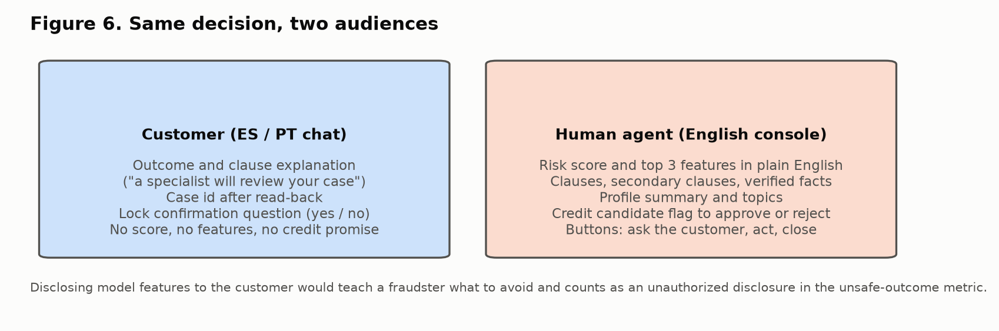 Figure 6. Same decision, two audiences
Customer (ES / PT chat)
Outcome and clause explanation
("a specialist will review your case")
Case id after read-back
Lock confirmation question (yes / no)
No score, no features, no credit promise
Human agent (English console)
Risk score and top 3 features in plain English
Clauses, secondary clauses, verified facts
Profile summary and topics
Credit candidate flag to approve or reject
Buttons: ask the customer, act, close
Disclosing model features to the customer would teach a fraudster what to avoid and counts as an unauthorized disclosure in the unsafe-outcome metric.